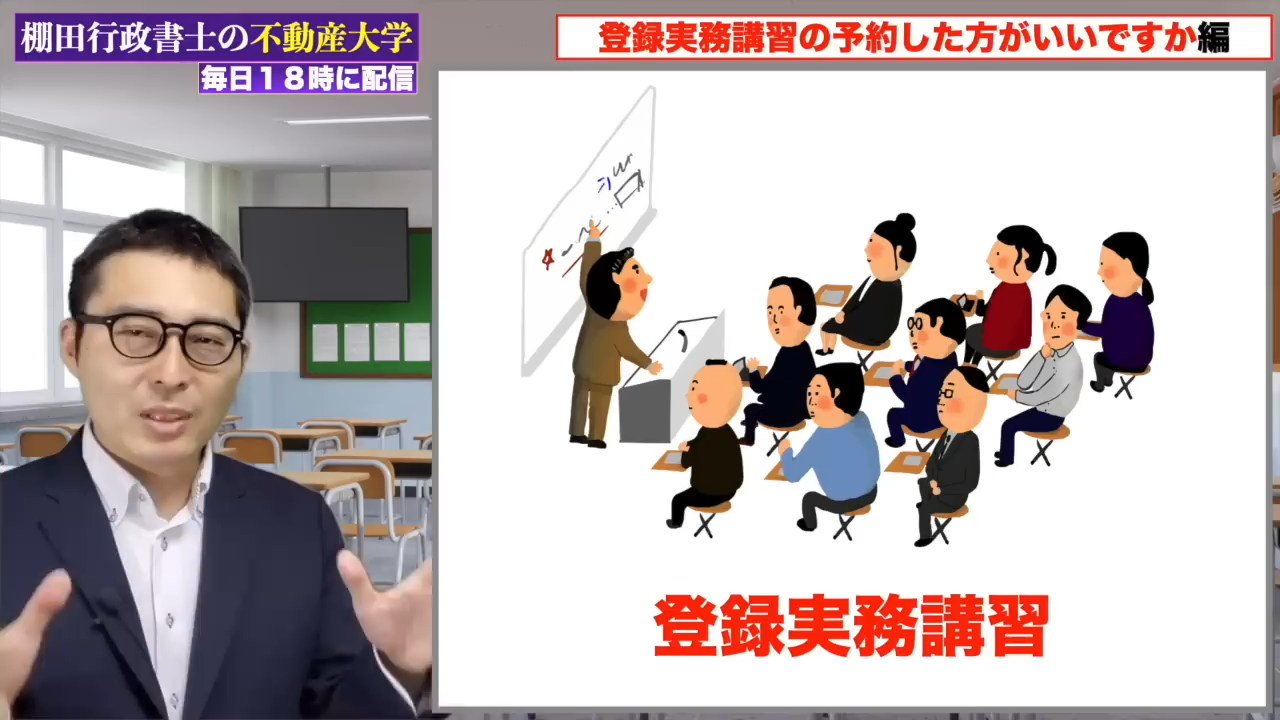 棚田行政書士の不動産大学
毎日１８時に配信
登録実務講習の予約した方がいいですか編
登録実務講習